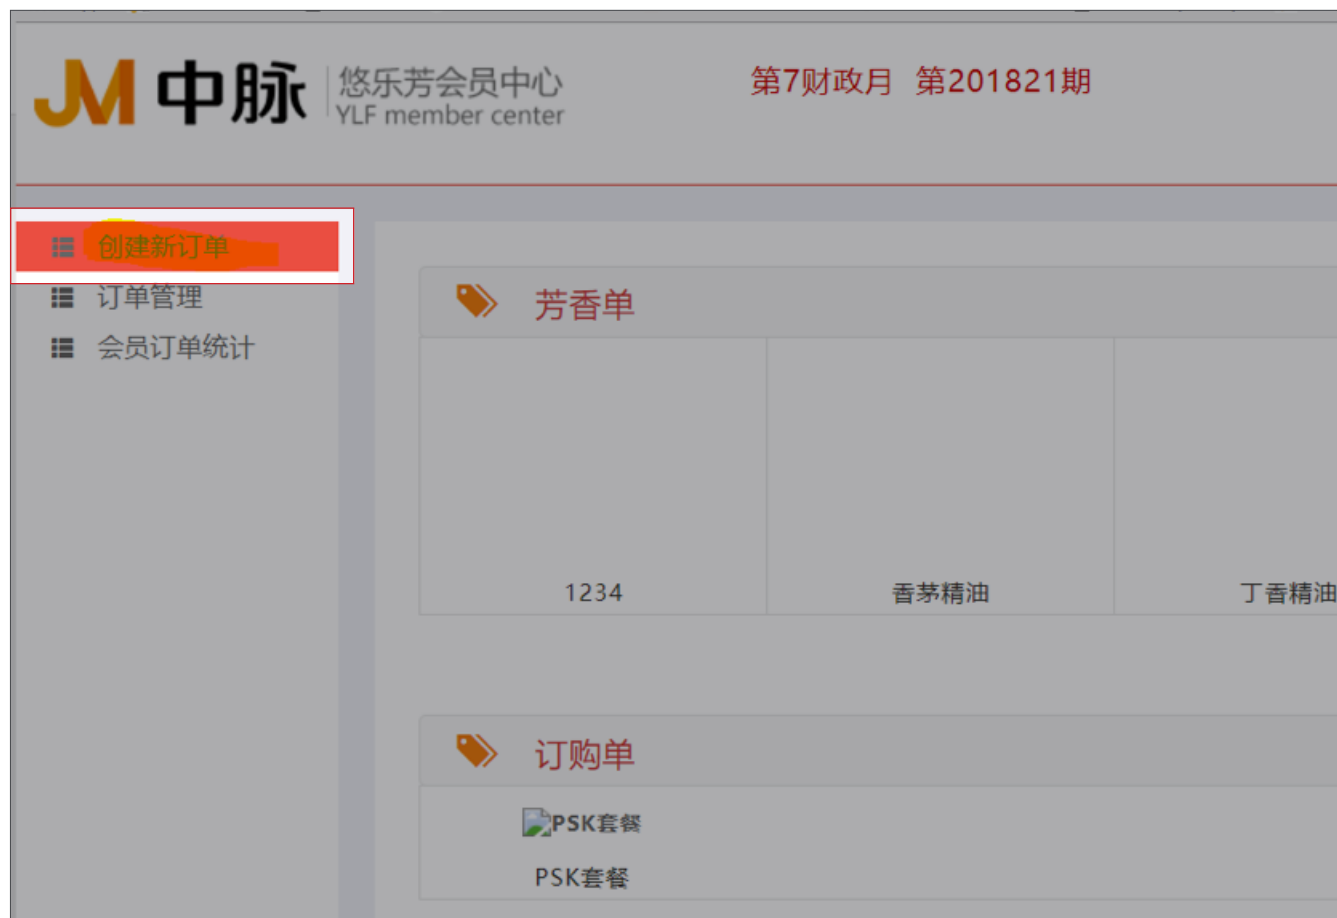 JM 中脉
悠乐芳会员中心
YLF member center
第7财政月 第201821期
创建新订单
订单管理
会员订单统计
芳香单
1234
香茅精油
丁香精油
订购单
PSK套餐
PSK套餐